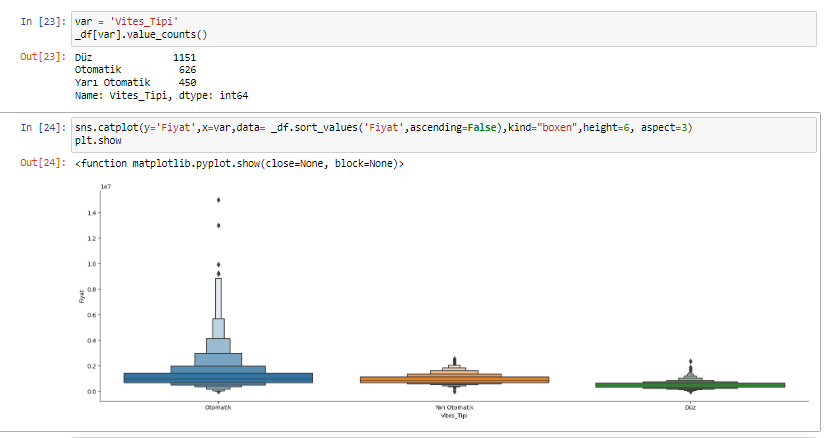 In [23]: var = 'Vites_Tipi'
_df[var].value_counts()
Out[23]: Düz 1151
Otomatik 626
Yarı Otomatik 450
Name: Vites_Tipi, dtype: int64
In [24]: sns.catplot(y='Fiyat',x=var,data= _df.sort_values('Fiyat',ascending=False),kind="boxen",height=6, aspect=3)
plt.show
Out[24]: <function matplotlib.pyplot.show(close=None, block=None)>
1e7
1.4
1.2
1.0
0.8
0.6
0.4
0.2
0.0
Fiyat
Otomatik Yarı Otomatik Düz
Vites_Tipi